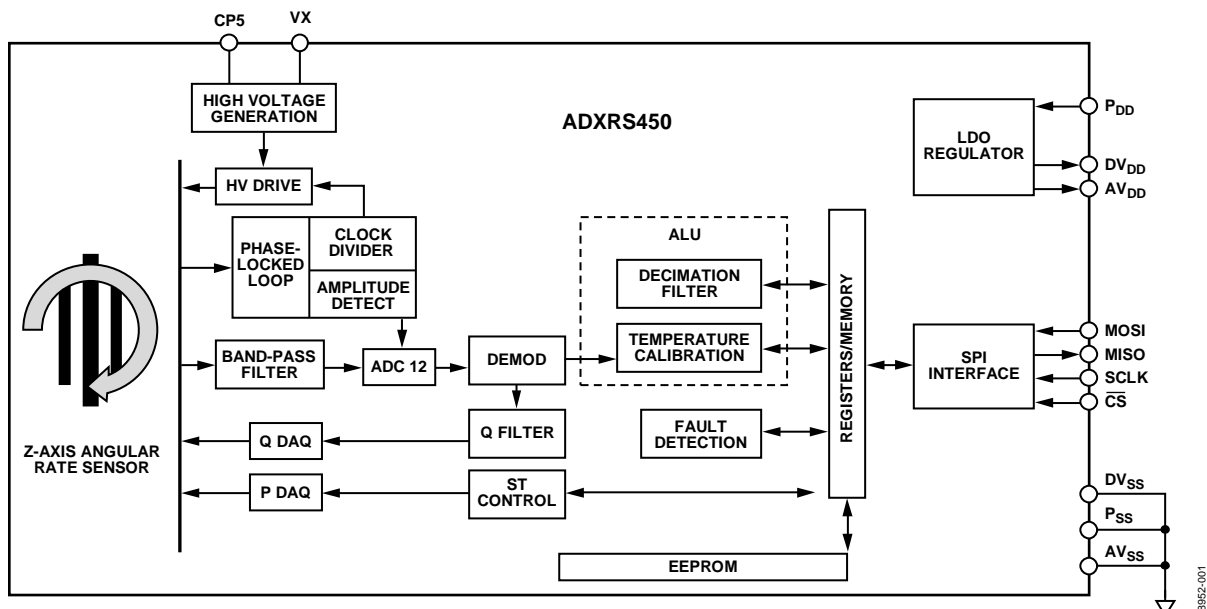 CP5
VX
HIGH VOLTAGE
GENERATION
ADXRS450
LDO
REGULATOR
PDD
DVDD
AVDD
HV DRIVE
PHASE-
LOCKED
LOOP
CLOCK
DIVIDER
AMPLITUDE
DETECT
ALU
DECIMATION
FILTER
TEMPERATURE
CALIBRATION
REGISTERS/MEMORY
SPI
INTERFACE
MOSI
MISO
SCLK
CS
BAND-PASS
FILTER
ADC 12
DEMOD
Z-AXIS ANGULAR
RATE SENSOR
Q DAQ
Q FILTER
FAULT
DETECTION
P DAQ
ST
CONTROL
EEPROM
DVSS
PSS
AVSS